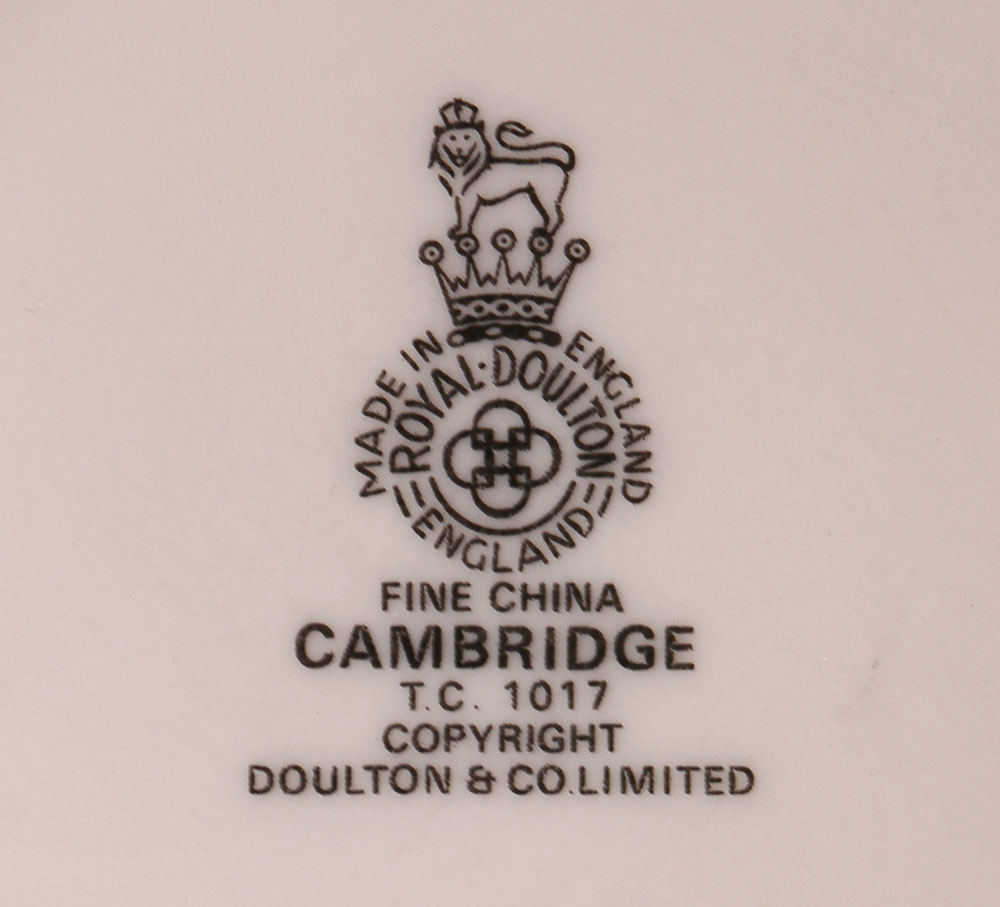 MADE IN ENGLAND
ROYAL·DOULTON
ENGLAND
FINE CHINA
CAMBRIDGE
T.C. 1017
COPYRIGHT
DOULTON & CO.LIMITED